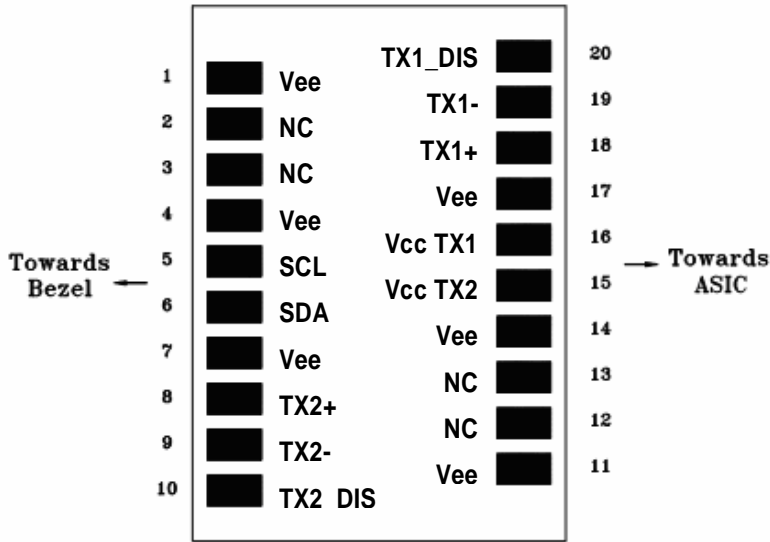 TX1_DIS 20
1 Vee
TX1- 19
2 NC
TX1+ 18
3 NC
Vee 17
4 Vee
Vcc TX1 16
5 SCL
Towards
Bezel
Towards
ASIC
Vcc TX2 15
6 SDA
Vee 14
7 Vee
NC 13
8 TX2+
NC 12
9 TX2-
Vee 11
10 TX2 DIS